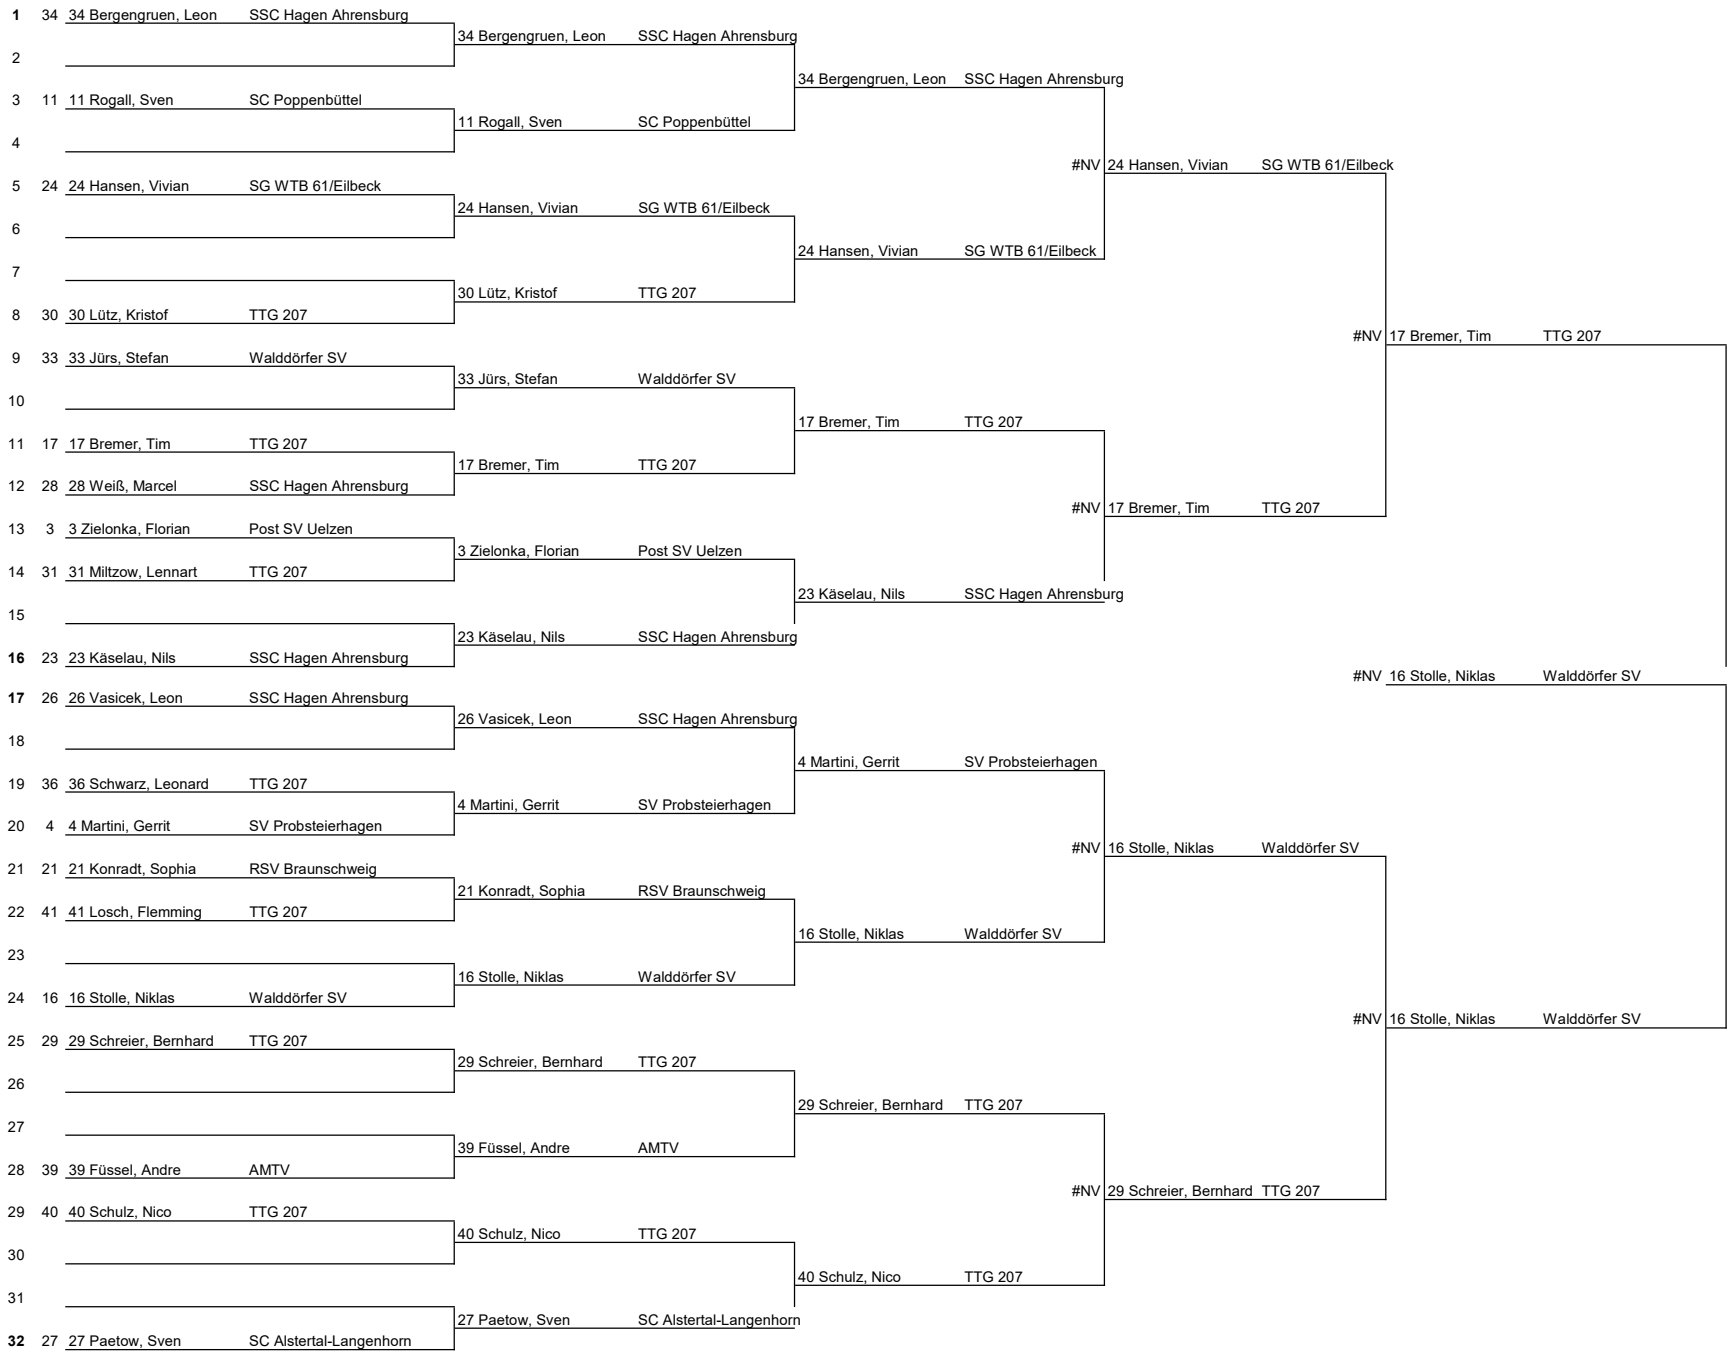 1 34 34 Bergengruen, Leon SSC Hagen Ahrensburg
34 Bergengruen, Leon SSC Hagen Ahrensburg
2
34 Bergengruen, Leon SSC Hagen Ahrensburg
3 11 11 Rogall, Sven SC Poppenbüttel
11 Rogall, Sven SC Poppenbüttel
4
#NV 24 Hansen, Vivian SG WTB 61/Eilbeck
5 24 24 Hansen, Vivian SG WTB 61/Eilbeck
24 Hansen, Vivian SG WTB 61/Eilbeck
6
24 Hansen, Vivian SG WTB 61/Eilbeck
7
30 Lütz, Kristof TTG 207
8 30 30 Lütz, Kristof TTG 207
#NV 17 Bremer, Tim TTG 207
9 33 33 Jürs, Stefan Walddörfer SV
33 Jürs, Stefan Walddörfer SV
10
17 Bremer, Tim TTG 207
11 17 17 Bremer, Tim TTG 207
17 Bremer, Tim TTG 207
12 28 28 Weiß, Marcel SSC Hagen Ahrensburg
#NV 17 Bremer, Tim TTG 207
13 3 3 Zielonka, Florian Post SV Uelzen
3 Zielonka, Florian Post SV Uelzen
14 31 31 Miltzow, Lennart TTG 207
23 Käselau, Nils SSC Hagen Ahrensburg
15
23 Käselau, Nils SSC Hagen Ahrensburg
16 23 23 Käselau, Nils SSC Hagen Ahrensburg
#NV 16 Stolle, Niklas Walddörfer SV
17 26 26 Vasicek, Leon SSC Hagen Ahrensburg
26 Vasicek, Leon SSC Hagen Ahrensburg
18
4 Martini, Gerrit SV Probsteierhagen
19 36 36 Schwarz, Leonard TTG 207
4 Martini, Gerrit SV Probsteierhagen
20 4 4 Martini, Gerrit SV Probsteierhagen
#NV 16 Stolle, Niklas Walddörfer SV
21 21 21 Konradt, Sophia RSV Braunschweig
21 Konradt, Sophia RSV Braunschweig
22 41 41 Losch, Flemming TTG 207
16 Stolle, Niklas Walddörfer SV
23
16 Stolle, Niklas Walddörfer SV
24 16 16 Stolle, Niklas Walddörfer SV
#NV 16 Stolle, Niklas Walddörfer SV
25 29 29 Schreier, Bernhard TTG 207
29 Schreier, Bernhard TTG 207
26
29 Schreier, Bernhard TTG 207
27
39 Füssel, Andre AMTV
28 39 39 Füssel, Andre AMTV
#NV 29 Schreier, Bernhard TTG 207
29 40 40 Schulz, Nico TTG 207
40 Schulz, Nico TTG 207
30
40 Schulz, Nico TTG 207
31
27 Paetow, Sven SC Alstertal-Langenhorn
32 27 27 Paetow, Sven SC Alstertal-Langenhorn